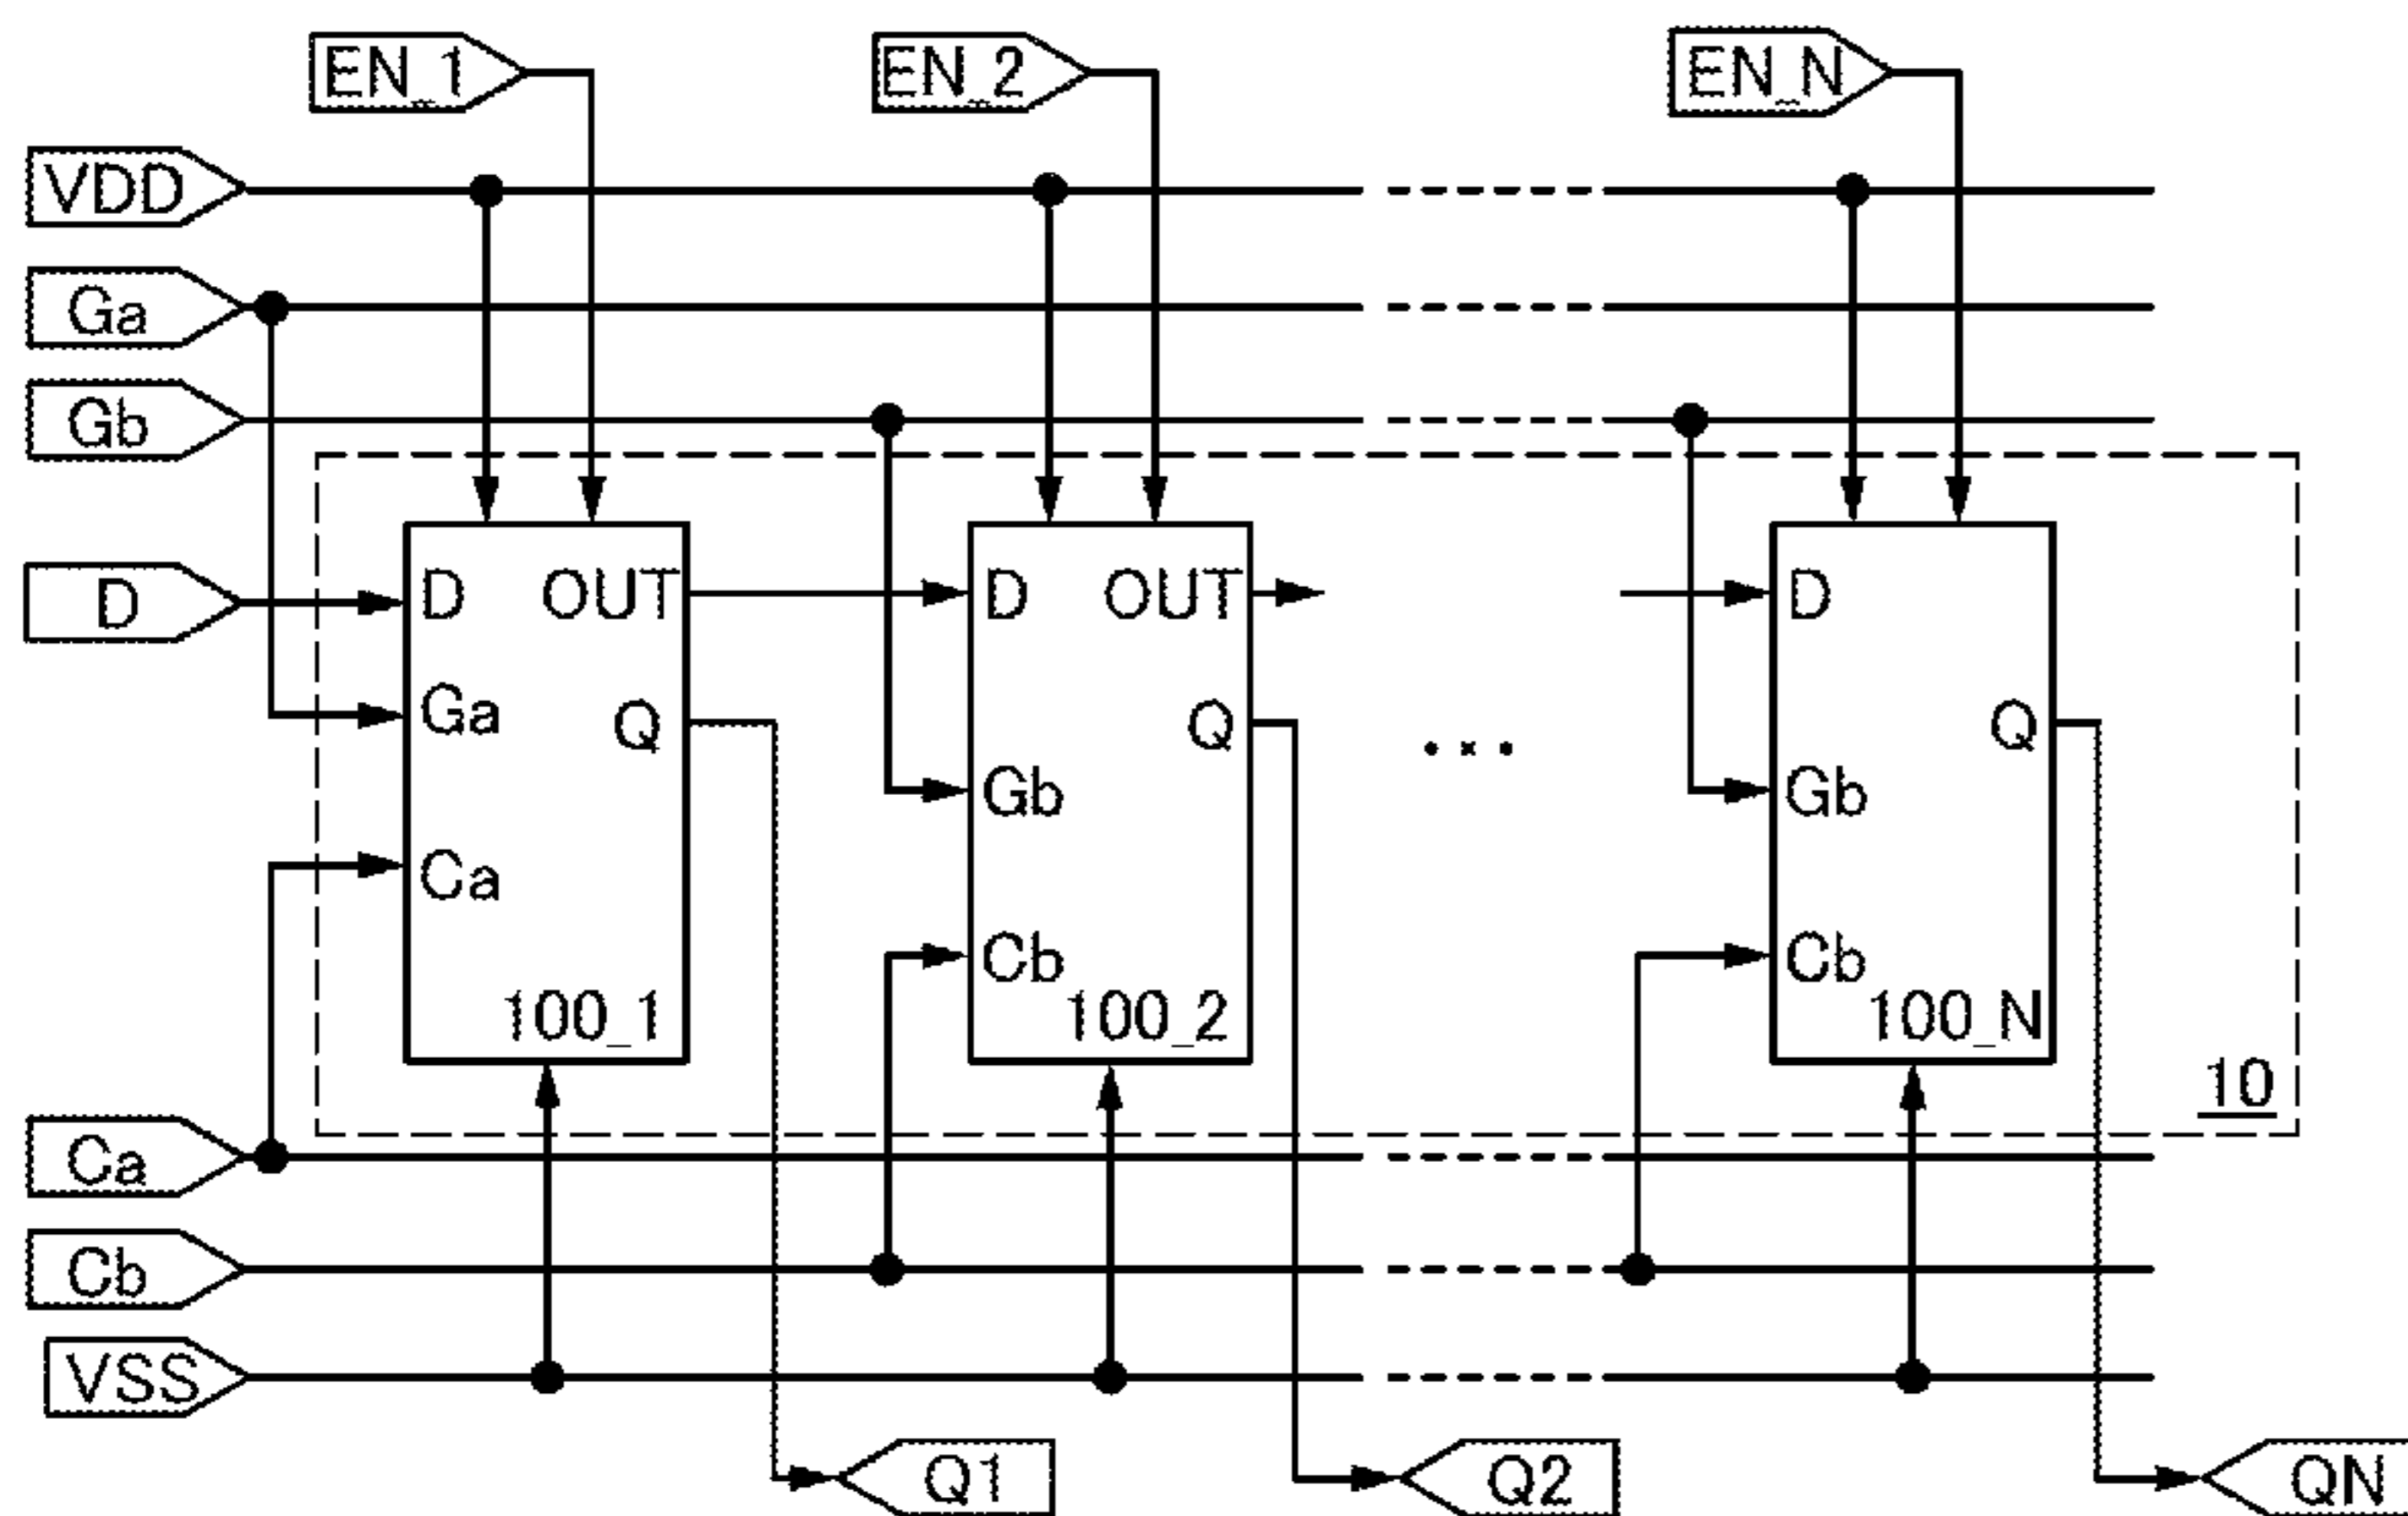 EN_1
EN_2
EN_N
VDD
Ga
Gb
D
D OUT
Ga
Q
Ca
100_1
D OUT
Q
Gb
Cb
100_2
...
D
Q
Gb
Cb
100_N
10
Ca
Cb
VSS
Q1
Q2
QN